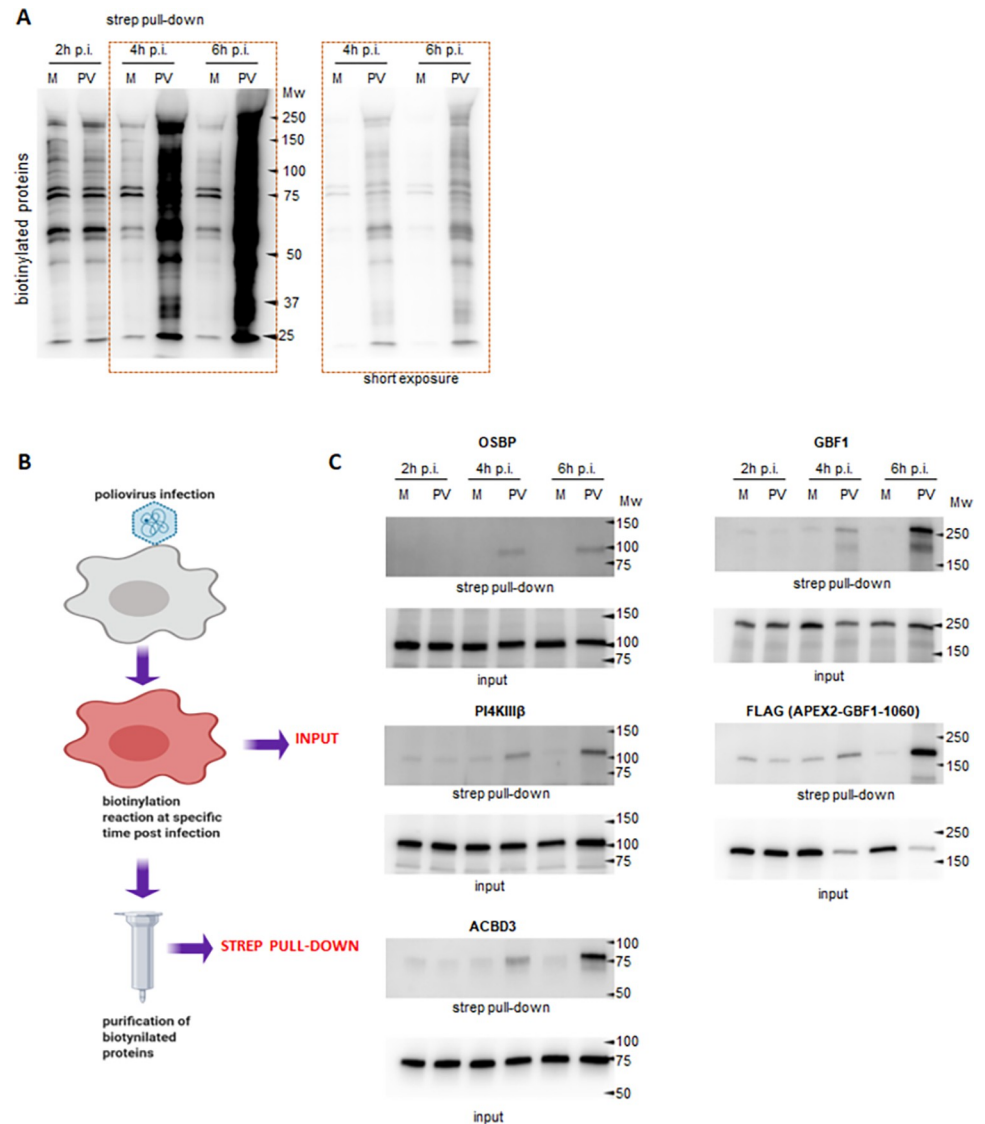 A
strep pull-down
2h p.i. 4h p.i. 6h p.i. 4h p.i. 6h p.i.
M PV M PV M PV M PV M PV
Mw
250
150
100
75
50
37
25
biotinylated proteins
short exposure
B
poliovirus infection
INPUT
biotinylation
reaction at specific
time post infection
STREP PULL-DOWN
purification of
biotynilated
proteins
C
OSBP
2h p.i. 4h p.i. 6h p.i.
M PV M PV M PV
Mw
150
100
75
strep pull-down
150
100
75
input
PI4KIIIβ
150
100
75
strep pull-down
150
100
75
input
ACBD3
100
75
50
strep pull-down
100
75
50
input
GBF1
2h p.i. 4h p.i. 6h p.i.
M PV M PV M PV
Mw
250
150
strep pull-down
250
150
input
FLAG (APEX2-GBF1-1060)
250
150
strep pull-down
250
150
input